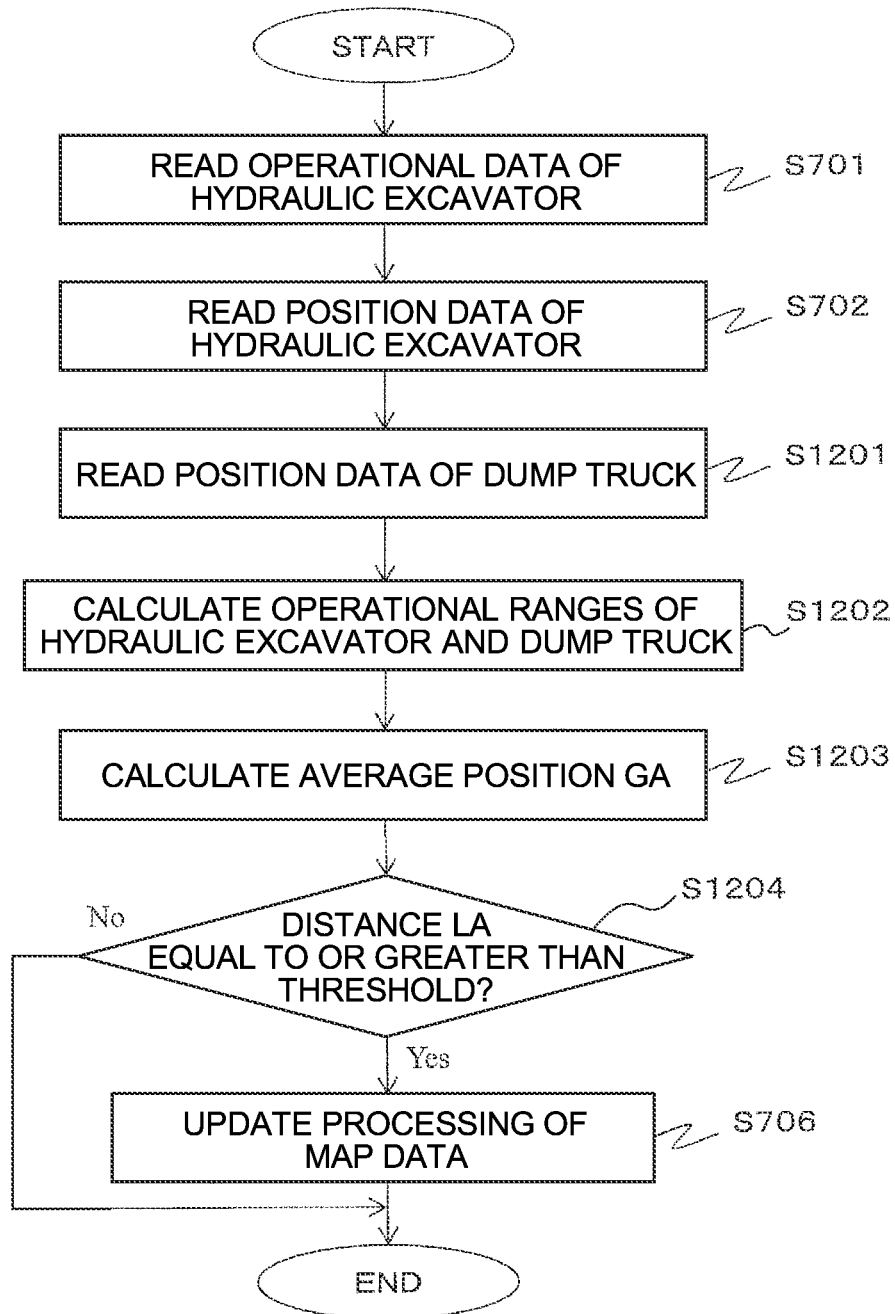 START
READ OPERATIONAL DATA OF
HYDRAULIC EXCAVATOR
S701
READ POSITION DATA OF
HYDRAULIC EXCAVATOR
S702
READ POSITION DATA OF DUMP TRUCK
S1201
CALCULATE OPERATIONAL RANGES OF
HYDRAULIC EXCAVATOR AND DUMP TRUCK
S1202
CALCULATE AVERAGE POSITION GA
S1203
S1204
No
DISTANCE LA
EQUAL TO OR GREATER THAN
THRESHOLD?
Yes
UPDATE PROCESSING OF
MAP DATA
S706
END